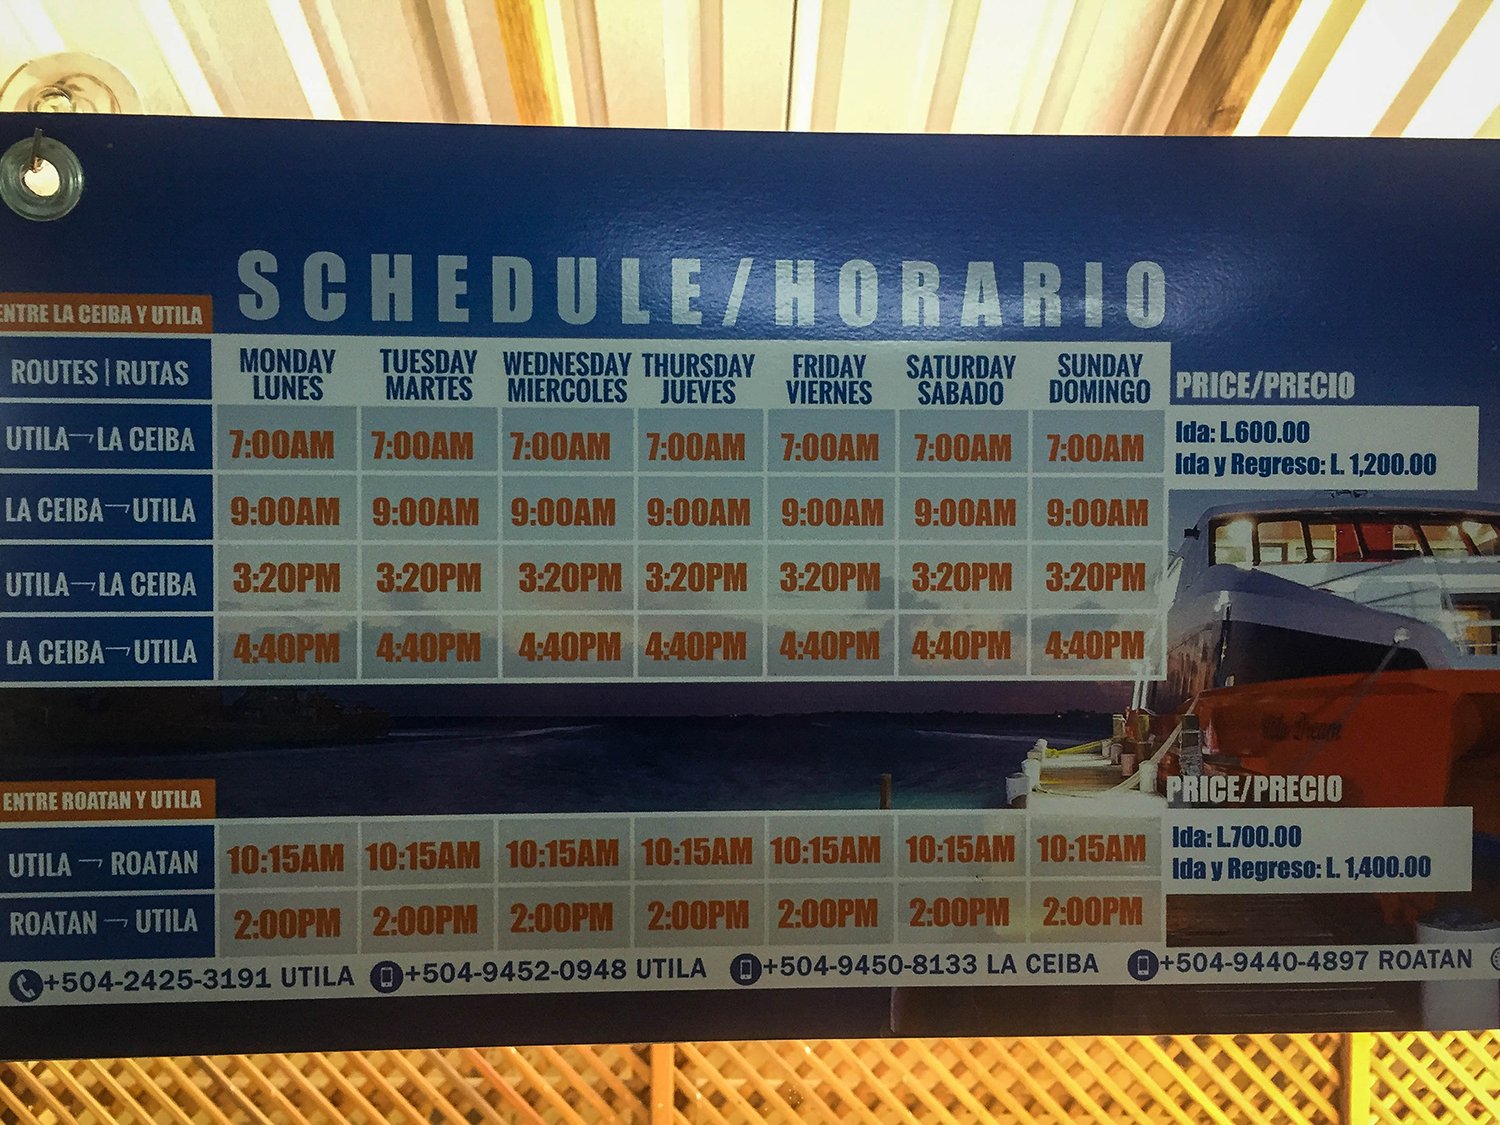 SCHEDULE/HORARIO
ENTRE LA CEIBA Y UTILA
ROUTES | RUTAS MONDAY LUNES TUESDAY MARTES WEDNESDAY MIERCOLES THURSDAY JUEVES FRIDAY VIERNES SATURDAY SABADO SUNDAY DOMINGO
PRICE/PRECIO
UTILA → LA CEIBA 7:00AM 7:00AM 7:00AM 7:00AM 7:00AM 7:00AM 7:00AM
Ida: L.600.00
Ida y Regreso: L. 1,200.00
LA CEIBA → UTILA 9:00AM 9:00AM 9:00AM 9:00AM 9:00AM 9:00AM 9:00AM
UTILA → LA CEIBA 3:20PM 3:20PM 3:20PM 3:20PM 3:20PM 3:20PM 3:20PM
LA CEIBA → UTILA 4:40PM 4:40PM 4:40PM 4:40PM 4:40PM 4:40PM 4:40PM
Dream
ENTRE ROATAN Y UTILA
PRICE/PRECIO
UTILA → ROATAN 10:15AM 10:15AM 10:15AM 10:15AM 10:15AM 10:15AM 10:15AM
Ida: L.700.00
Ida y Regreso: L. 1,400.00
ROATAN → UTILA 2:00PM 2:00PM 2:00PM 2:00PM 2:00PM 2:00PM 2:00PM
+504-2425-3191 UTILA +504-9452-0948 UTILA +504-9450-8133 LA CEIBA +504-9440-4897 ROATAN